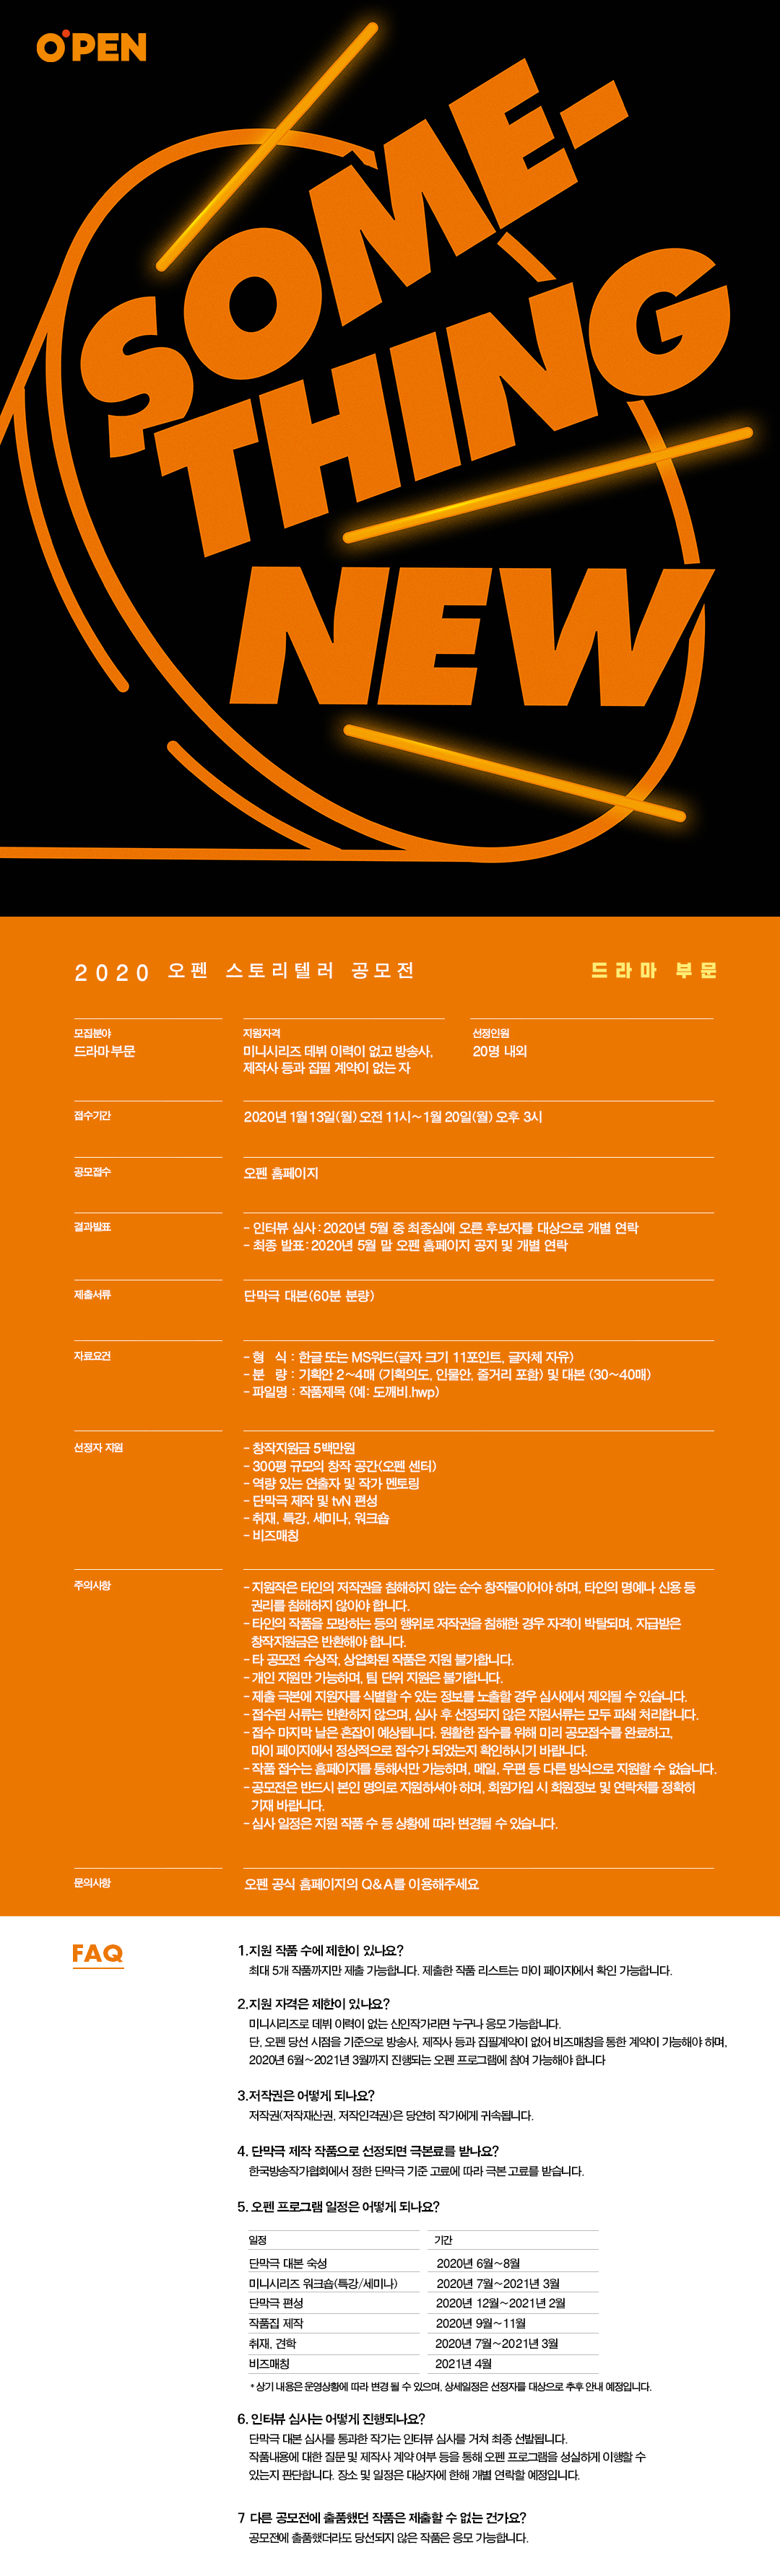 O'PEN
SOME-
THING
NEW
2020 오펜 스토리텔러 공모전
드라마 부문
모집분야
드라마 부문
지원자격
미니시리즈 데뷔 이력이 없고 방송사,
제작사 등과 집필 계약이 없는 자
선정인원
20명 내외
접수기간
2020년 1월 13일(월) 오전 11시~1월 20일(월) 오후 3시
공모접수
오펜 홈페이지
결과발표
- 인터뷰 심사 : 2020년 5월 중 최종심에 오른 후보자를 대상으로 개별 연락
- 최종 발표 : 2020년 5월 말 오펜 홈페이지 공지 및 개별 연락
제출서류
단막극 대본(60분 분량)
자료요건
- 형 식 : 한글 또는 MS워드(글자 크기 11포인트, 글자체 자유)
- 분 량 : 기획안 2~4매 (기획의도, 인물안, 줄거리 포함) 및 대본 (30~40매)
- 파일명 : 작품제목 (예: 도깨비.hwp)
선정자 지원
- 창작지원금 5백만원
- 300평 규모의 창작 공간(오펜 센터)
- 역량 있는 연출자 및 작가 멘토링
- 단막극 제작 및 tvN 편성
- 취재, 특강, 세미나, 워크숍
- 비즈매칭
주의사항
- 지원작은 타인의 저작권을 침해하지 않는 순수 창작물이어야 하며, 타인의 명예나 신용 등
권리를 침해하지 않아야 합니다.
- 타인의 작품을 모방하는 등의 행위로 저작권을 침해한 경우 자격이 박탈되며, 지급받은
창작지원금은 반환해야 합니다.
- 타 공모전 수상작, 상업화된 작품은 지원 불가합니다.
- 개인 지원만 가능하며, 팀 단위 지원은 불가합니다.
- 제출 극본에 지원자를 식별할 수 있는 정보를 노출할 경우 심사에서 제외될 수 있습니다.
- 접수된 서류는 반환하지 않으며, 심사 후 선정되지 않은 지원서류는 모두 파쇄 처리합니다.
- 접수 마지막 날은 혼잡이 예상됩니다. 원활한 접수를 위해 미리 공모접수를 완료하고,
마이 페이지에서 정상적으로 접수가 되었는지 확인하시기 바랍니다.
- 작품 접수는 홈페이지를 통해서만 가능하며, 메일, 우편 등 다른 방식으로 지원할 수 없습니다.
- 공모전은 반드시 본인 명의로 지원하셔야 하며, 회원가입 시 회원정보 및 연락처를 정확히
기재 바랍니다.
- 심사 일정은 지원 작품 수 등 상황에 따라 변경될 수 있습니다.
문의사항
오펜 공식 홈페이지의 Q&A를 이용해주세요
FAQ
1.지원 작품 수에 제한이 있나요?
최대 5개 작품까지만 제출 가능합니다. 제출한 작품 리스트는 마이 페이지에서 확인 가능합니다.
2.지원 자격은 제한이 있나요?
미니시리즈로 데뷔 이력이 없는 신인작가라면 누구나 응모 가능합니다.
단, 오펜 당선 시점을 기준으로 방송사, 제작사 등과 집필계약이 없어 비즈매칭을 통한 계약이 가능해야 하며,
2020년 6월~2021년 3월까지 진행되는 오펜 프로그램에 참여 가능해야 합니다
3.저작권은 어떻게 되나요?
저작권(저작재산권, 저작인격권)은 당연히 작가에게 귀속됩니다.
4. 단막극 제작 작품으로 선정되면 극본료를 받나요?
한국방송작가협회에서 정한 단막극 기준 고료에 따라 극본 고료를 받습니다.
5. 오펜 프로그램 일정은 어떻게 되나요?
일정 기간
단막극 대본 숙성 2020년 6월~8월
미니시리즈 워크숍(특강/세미나) 2020년 7월~2021년 3월
단막극 편성 2020년 12월~2021년 2월
작품집 제작 2020년 9월~11월
취재, 견학 2020년 7월~2021년 3월
비즈매칭 2021년 4월
* 상기 내용은 운영상황에 따라 변경 될 수 있으며, 상세일정은 선정자를 대상으로 추후 안내 예정입니다.
6. 인터뷰 심사는 어떻게 진행되나요?
단막극 대본 심사를 통과한 작가는 인터뷰 심사를 거쳐 최종 선발됩니다.
작품내용에 대한 질문 및 제작사 계약 여부 등을 통해 오펜 프로그램을 성실하게 이행할 수
있는지 판단합니다. 장소 및 일정은 대상자에 한해 개별 연락할 예정입니다.
7 다른 공모전에 출품했던 작품은 제출할 수 없는 건가요?
공모전에 출품했더라도 당선되지 않은 작품은 응모 가능합니다.